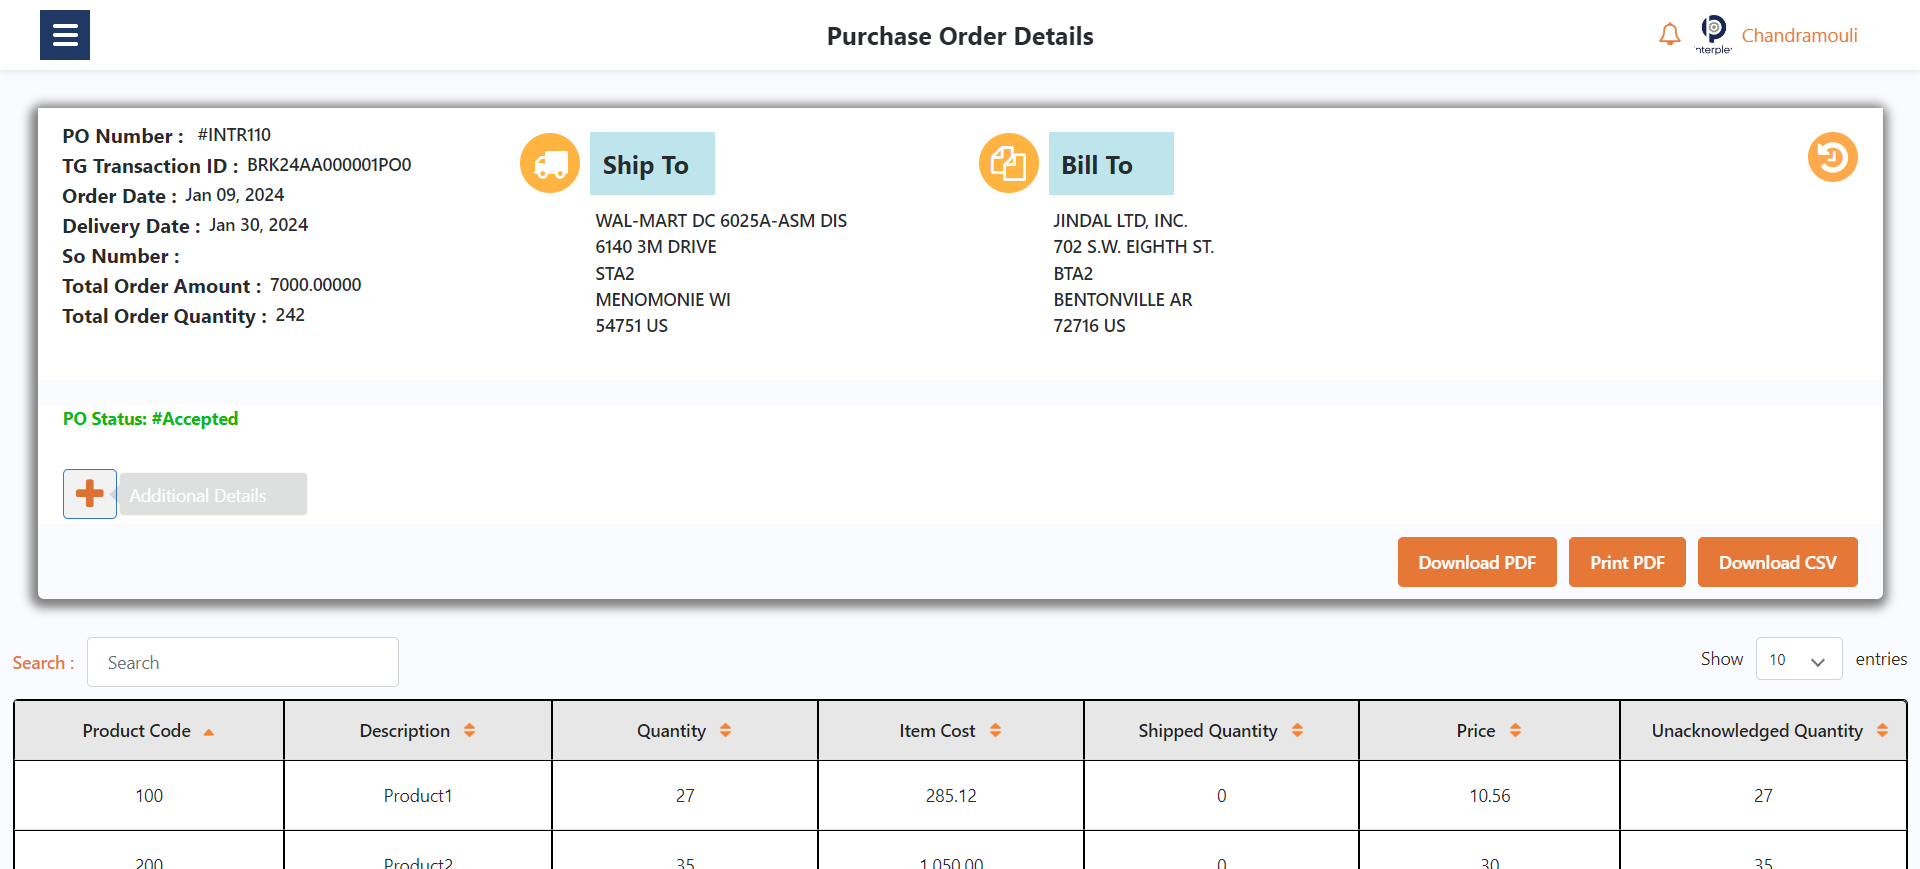 Purchase Order Details
nterple
Chandramouli
PO Number : #INTR110
TG Transaction ID : BRK24AA000001PO0
Order Date : Jan 09, 2024
Delivery Date : Jan 30, 2024
So Number :
Total Order Amount : 7000.00000
Total Order Quantity : 242
Ship To
WAL-MART DC 6025A-ASM DIS
6140 3M DRIVE
STA2
MENOMONIE WI
54751 US
Bill To
JINDAL LTD, INC.
702 S.W. EIGHTH ST.
BTA2
BENTONVILLE AR
72716 US
PO Status: #Accepted
Additional Details
Download PDF Print PDF Download CSV
Search : Search
Show 10 entries
Product Code Description Quantity Item Cost Shipped Quantity Price Unacknowledged Quantity
100 Product1 27 285.12 0 10.56 27
200 Product2 35 1,050.00 0 30 35